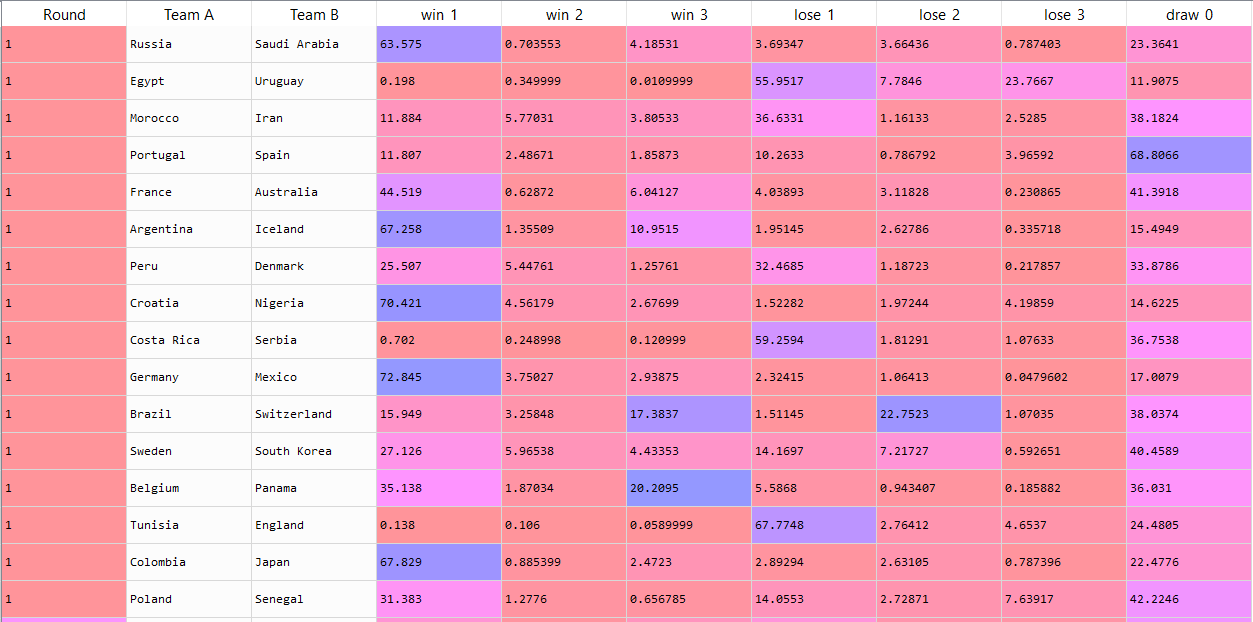 Round Team A Team B win 1 win 2 win 3 lose 1 lose 2 lose 3 draw 0
1 Russia Saudi Arabia 63.575 0.703553 4.18531 3.69347 3.66436 0.787403 23.3641
1 Egypt Uruguay 0.198 0.349999 0.0109999 55.9517 7.7846 23.7667 11.9075
1 Morocco Iran 11.884 5.77031 3.80533 36.6331 1.16133 2.5285 38.1824
1 Portugal Spain 11.807 2.48671 1.85873 10.2633 0.786792 3.96592 68.8066
1 France Australia 44.519 0.62872 6.04127 4.03893 3.11828 0.230865 41.3918
1 Argentina Iceland 67.258 1.35509 10.9515 1.95145 2.62786 0.335718 15.4949
1 Peru Denmark 25.507 5.44761 1.25761 32.4685 1.18723 0.217857 33.8786
1 Croatia Nigeria 70.421 4.56179 2.67699 1.52282 1.97244 4.19859 14.6225
1 Costa Rica Serbia 0.702 0.248998 0.120999 59.2594 1.81291 1.07633 36.7538
1 Germany Mexico 72.845 3.75027 2.93875 2.32415 1.06413 0.0479602 17.0079
1 Brazil Switzerland 15.949 3.25848 17.3837 1.51145 22.7523 1.07035 38.0374
1 Sweden South Korea 27.126 5.96538 4.43353 14.1697 7.21727 0.592651 40.4589
1 Belgium Panama 35.138 1.87034 20.2095 5.5868 0.943407 0.185882 36.031
1 Tunisia England 0.138 0.106 0.0589999 67.7748 2.76412 4.6537 24.4805
1 Colombia Japan 67.829 0.885399 2.4723 2.89294 2.63105 0.787396 22.4776
1 Poland Senegal 31.383 1.2776 0.656785 14.0553 2.72871 7.63917 42.2246